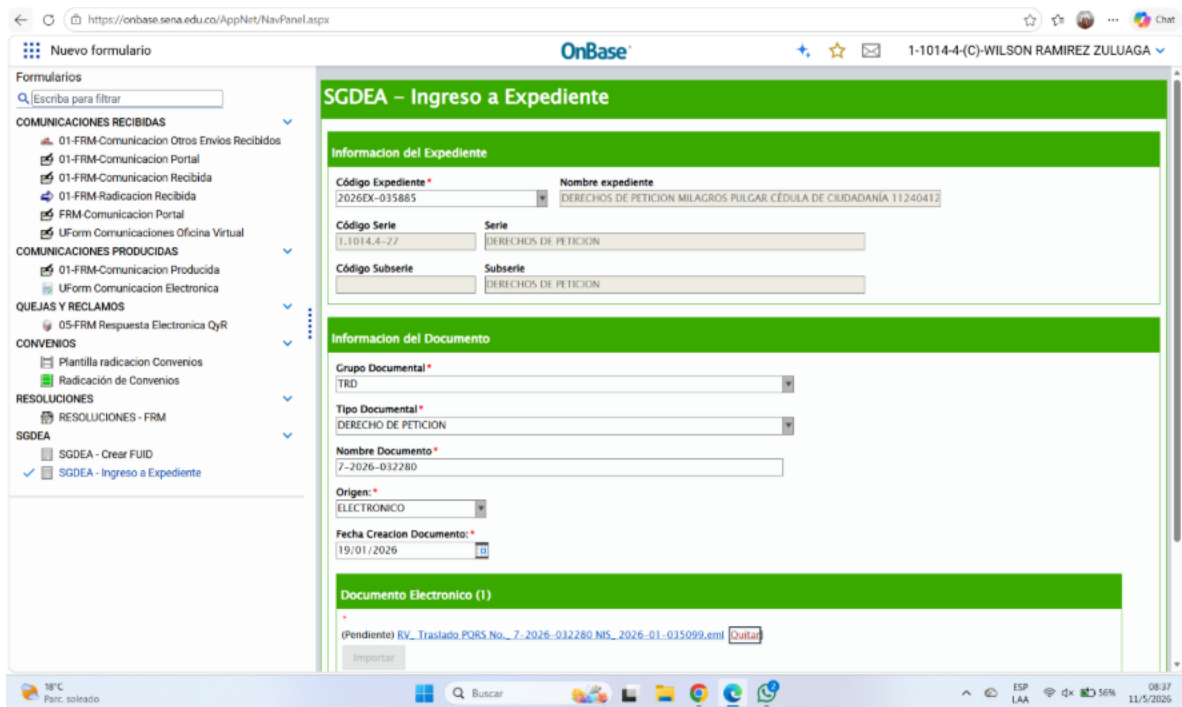 https://onbase.sena.edu.co/AppNet/NavPanel.aspx
Chat
Nuevo formulario
OnBase
1-1014-4-(C)-WILSON RAMIREZ ZULUAGA
Formularios
Escriba para filtrar
COMUNICACIONES RECIBIDAS
01-FRM-Comunicacion Otros Envios Recibidos
01-FRM-Comunicacion Portal
01-FRM-Comunicacion Recibida
01-FRM-Radicacion Recibida
FRM-Comunicacion Portal
UForm Comunicaciones Oficina Virtual
COMUNICACIONES PRODUCIDAS
01-FRM-Comunicacion Producida
UForm Comunicacion Electronica
QUEJAS Y RECLAMOS
05-FRM Respuesta Electronica QyR
CONVENIOS
Plantilla radicacion Convenios
Radicación de Convenios
RESOLUCIONES
RESOLUCIONES - FRM
SGDEA
SGDEA - Crear FUID
SGDEA - Ingreso a Expediente
SGDEA – Ingreso a Expediente
Informacion del Expediente
Código Expediente *
Nombre expediente
2026EX-035885
DERECHOS DE PETICION MILAGROS PULGAR CÉDULA DE CIUDADANÍA 11240412
Código Serie
Serie
1.1014.4-27
DERECHOS DE PETICION
Código Subserie
Subserie
DERECHOS DE PETICION
Informacion del Documento
Grupo Documental *
TRD
Tipo Documental *
DERECHO DE PETICION
Nombre Documento *
7-2026-032280
Origen: *
ELECTRONICO
Fecha Creacion Documento: *
19/01/2026
Documento Electronico (1)
*
(Pendiente) RV_ Traslado PQRS No._ 7-2026-032280 NIS_ 2026-01-035099.eml Quitar
Importar
18°C
Parc. soleado
Buscar
2
ESP
LAA
56%
08:37
11/5/2026